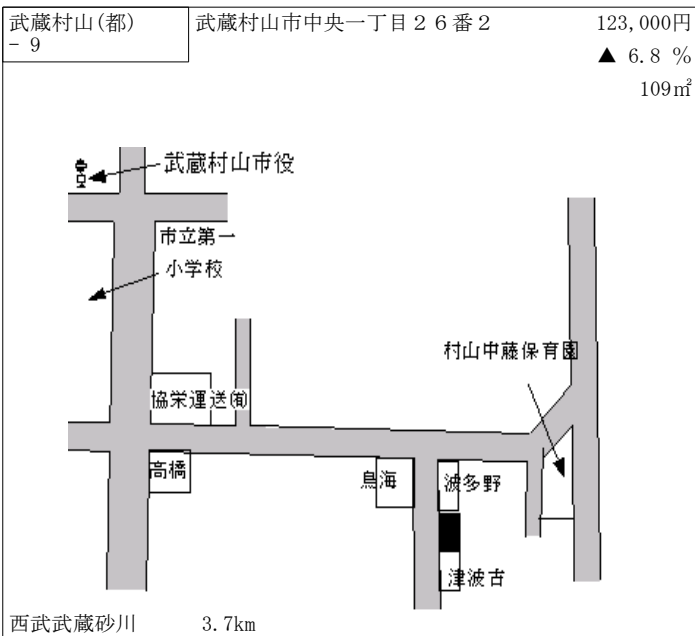 武蔵村山(都)
- 9
武蔵村山市中央一丁目２６番２
123,000円
▲ 6.8 %
109㎡
武蔵村山市役
市立第一
小学校
村山中藤保育園
協栄運送㈲
高橋
鳥海
波多野
津波古
西武武蔵砂川 3.7km